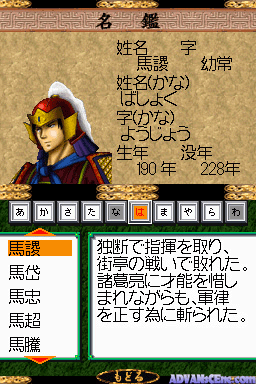 名鑑
姓名 字
馬謖 幼常
姓名(かな)
ばしょく
字(かな)
ようじょう
生年 没年
190年 228年
あ か さ た な は ま や ら わ
馬謖
馬岱
馬忠
馬超
馬騰
独断で指揮を取り、
街亭の戦いで敗れた。
諸葛亮に才能を惜し
まれながらも、軍律
を正す為に斬られた。
もどる
ADVANsCEne.com